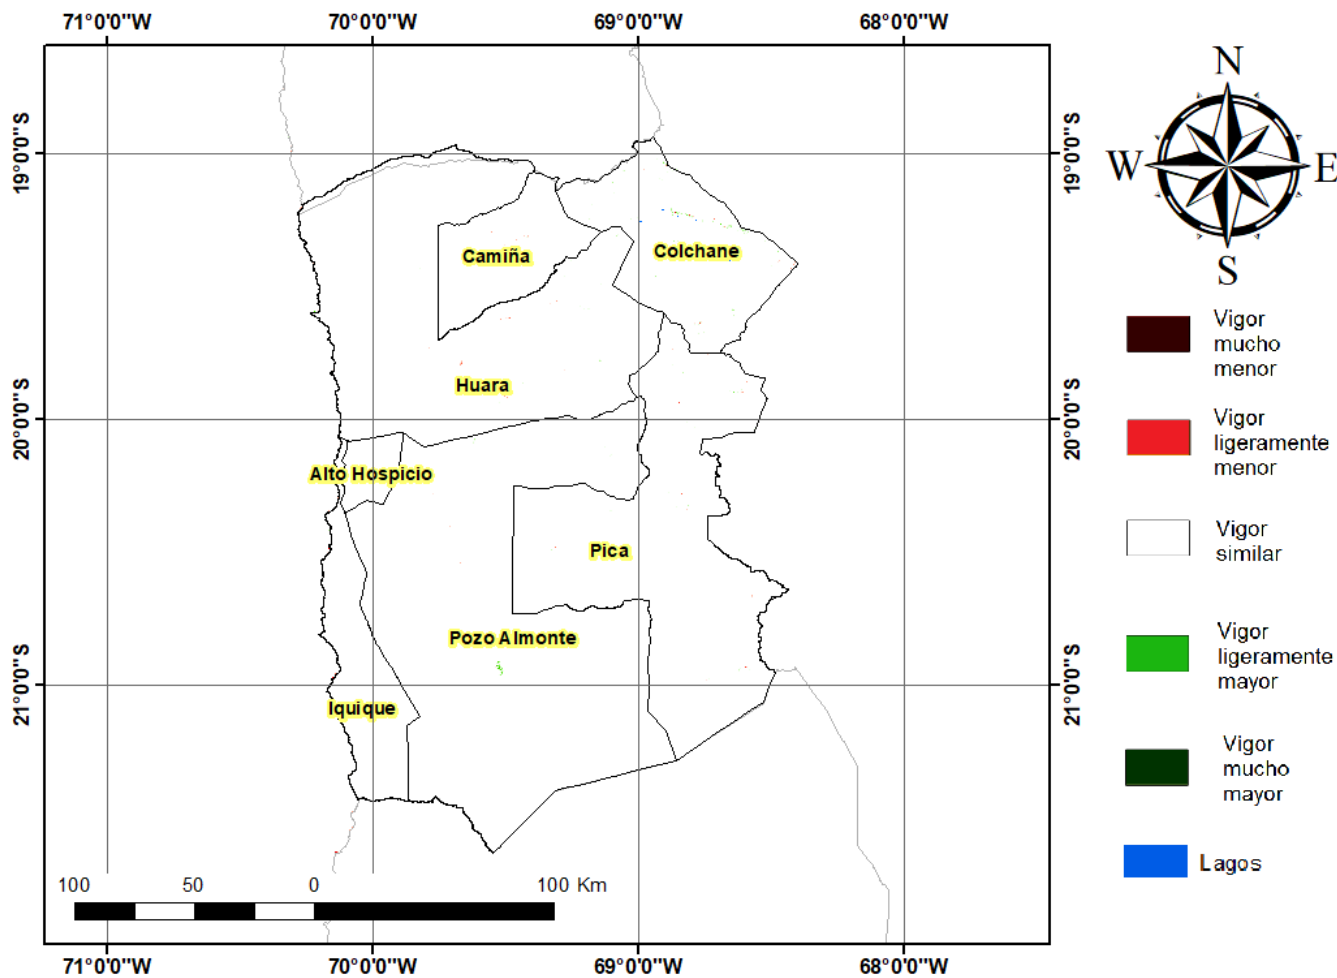 71°0'0"W 70°0'0"W 69°0'0"W 68°0'0"W
19°0'0"S
19°0'0"S
20°0'0"S
20°0'0"S
21°0'0"S
21°0'0"S
Camiña
Colchane
Huara
Alto Hospicio
Pica
Pozo Almonte
Iquique
100 50 0 100 Km
71°0'0"W 70°0'0"W 69°0'0"W 68°0'0"W
N
W E
S
Vigor
mucho
menor
Vigor
ligeramente
menor
Vigor
similar
Vigor
ligeramente
mayor
Vigor
mucho
mayor
Lagos